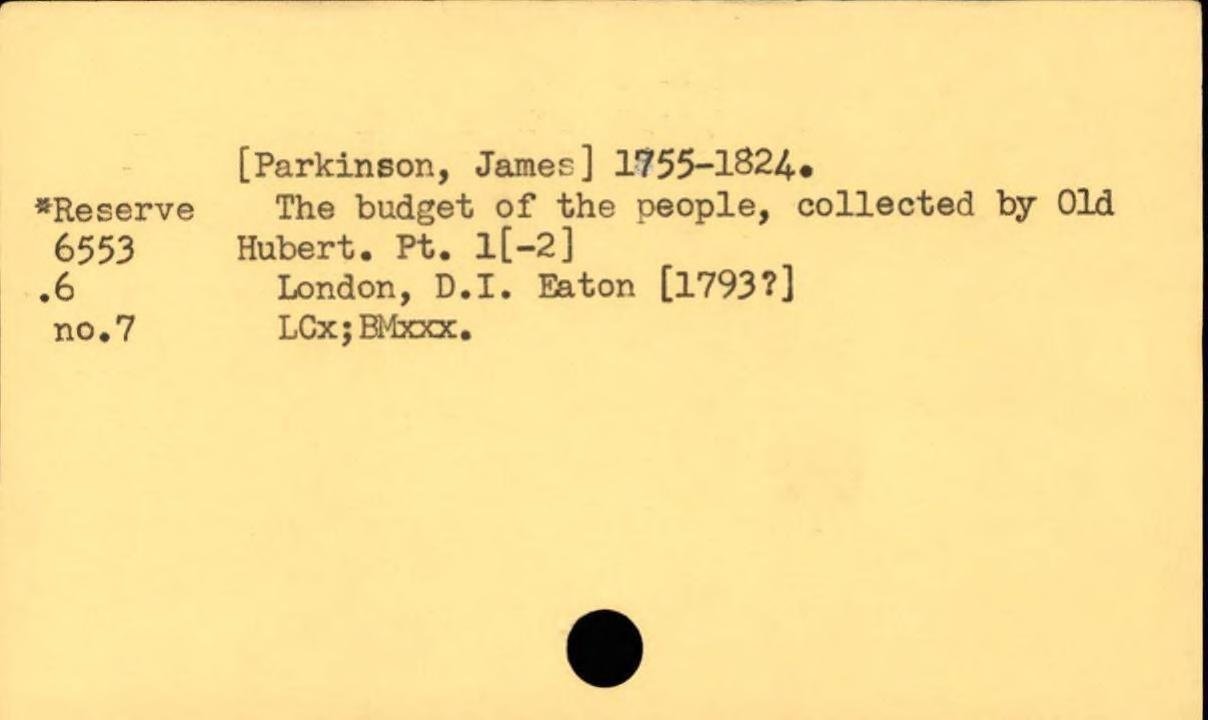 [Parkinson, James] 1755-1824.
*Reserve The budget of the people, collected by Old
6553 Hubert. Pt. 1[-2]
.6 London, D.I. Eaton [1793?]
no.7 LCx;BMxxx.